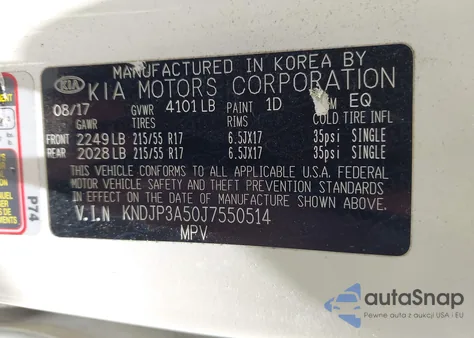 MANUFACTURED IN KOREA BY
KIA KIA MOTORS CORPORATION
08/17 GVWR 4101 LB PAINT 1D EQ
GAWR TIRES RIMS COLD TIRE INFL
FRONT 2249 LB 215/55 R17 6.5JX17 35psi SINGLE
REAR 2028 LB 215/55 R17 6.5JX17 35psi SINGLE
THIS VEHICLE CONFORMS TO ALL APPLICABLE U.S.A. FEDERAL
MOTOR VEHICLE SAFETY AND THEFT PREVENTION STANDARDS
IN EFFECT ON THE DATE OF MANUFACTURE SHOWN ABOVE.
V.I.N KNDJP3A50J7550514
MPV
P74
autoSnap
Pewne auta z aukcji USA i EU